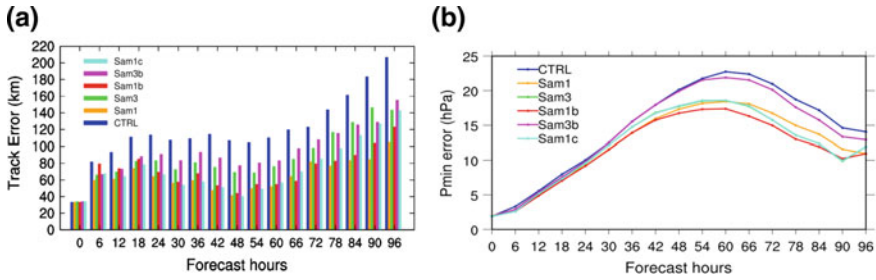 (a)
220
200
180
160
140
120
100
80
60
40
20
0
Track Error (km)
Sam1c
Sam3b
Sam1b
Sam3
Sam1
CTRL
0 6 12 18 24 30 36 42 48 54 60 66 72 78 84 90 96
Forecast hours
(b)
25
20
15
10
5
0
Pmin error (hPa)
CTRL
Sam1
Sam3
Sam1b
Sam3b
Sam1c
0 6 12 18 24 30 36 42 48 54 60 66 72 78 84 90 96
Forecast hours